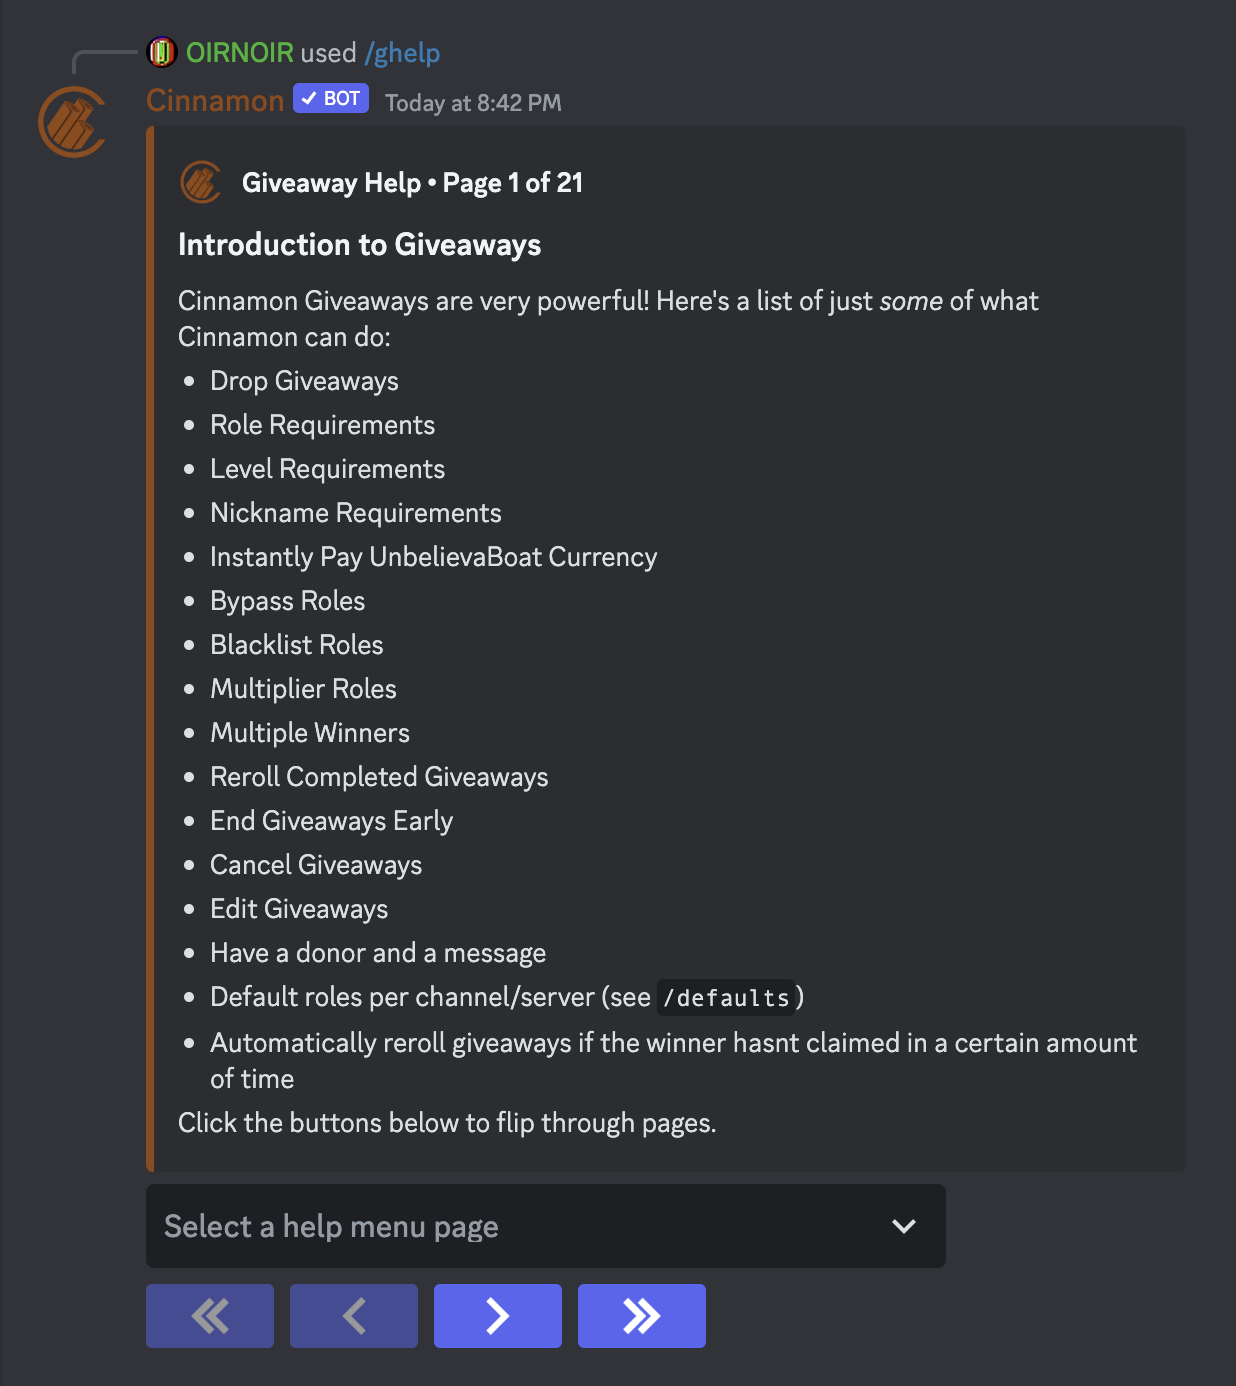 OIRNOIR used /ghelp
Cinnamon BOT Today at 8:42 PM
Giveaway Help • Page 1 of 21
Introduction to Giveaways
Cinnamon Giveaways are very powerful! Here's a list of just some of what
Cinnamon can do:
• Drop Giveaways
• Role Requirements
• Level Requirements
• Nickname Requirements
• Instantly Pay UnbelievaBoat Currency
• Bypass Roles
• Blacklist Roles
• Multiplier Roles
• Multiple Winners
• Reroll Completed Giveaways
• End Giveaways Early
• Cancel Giveaways
• Edit Giveaways
• Have a donor and a message
• Default roles per channel/server (see /defaults)
• Automatically reroll giveaways if the winner hasnt claimed in a certain amount
of time
Click the buttons below to flip through pages.
Select a help menu page